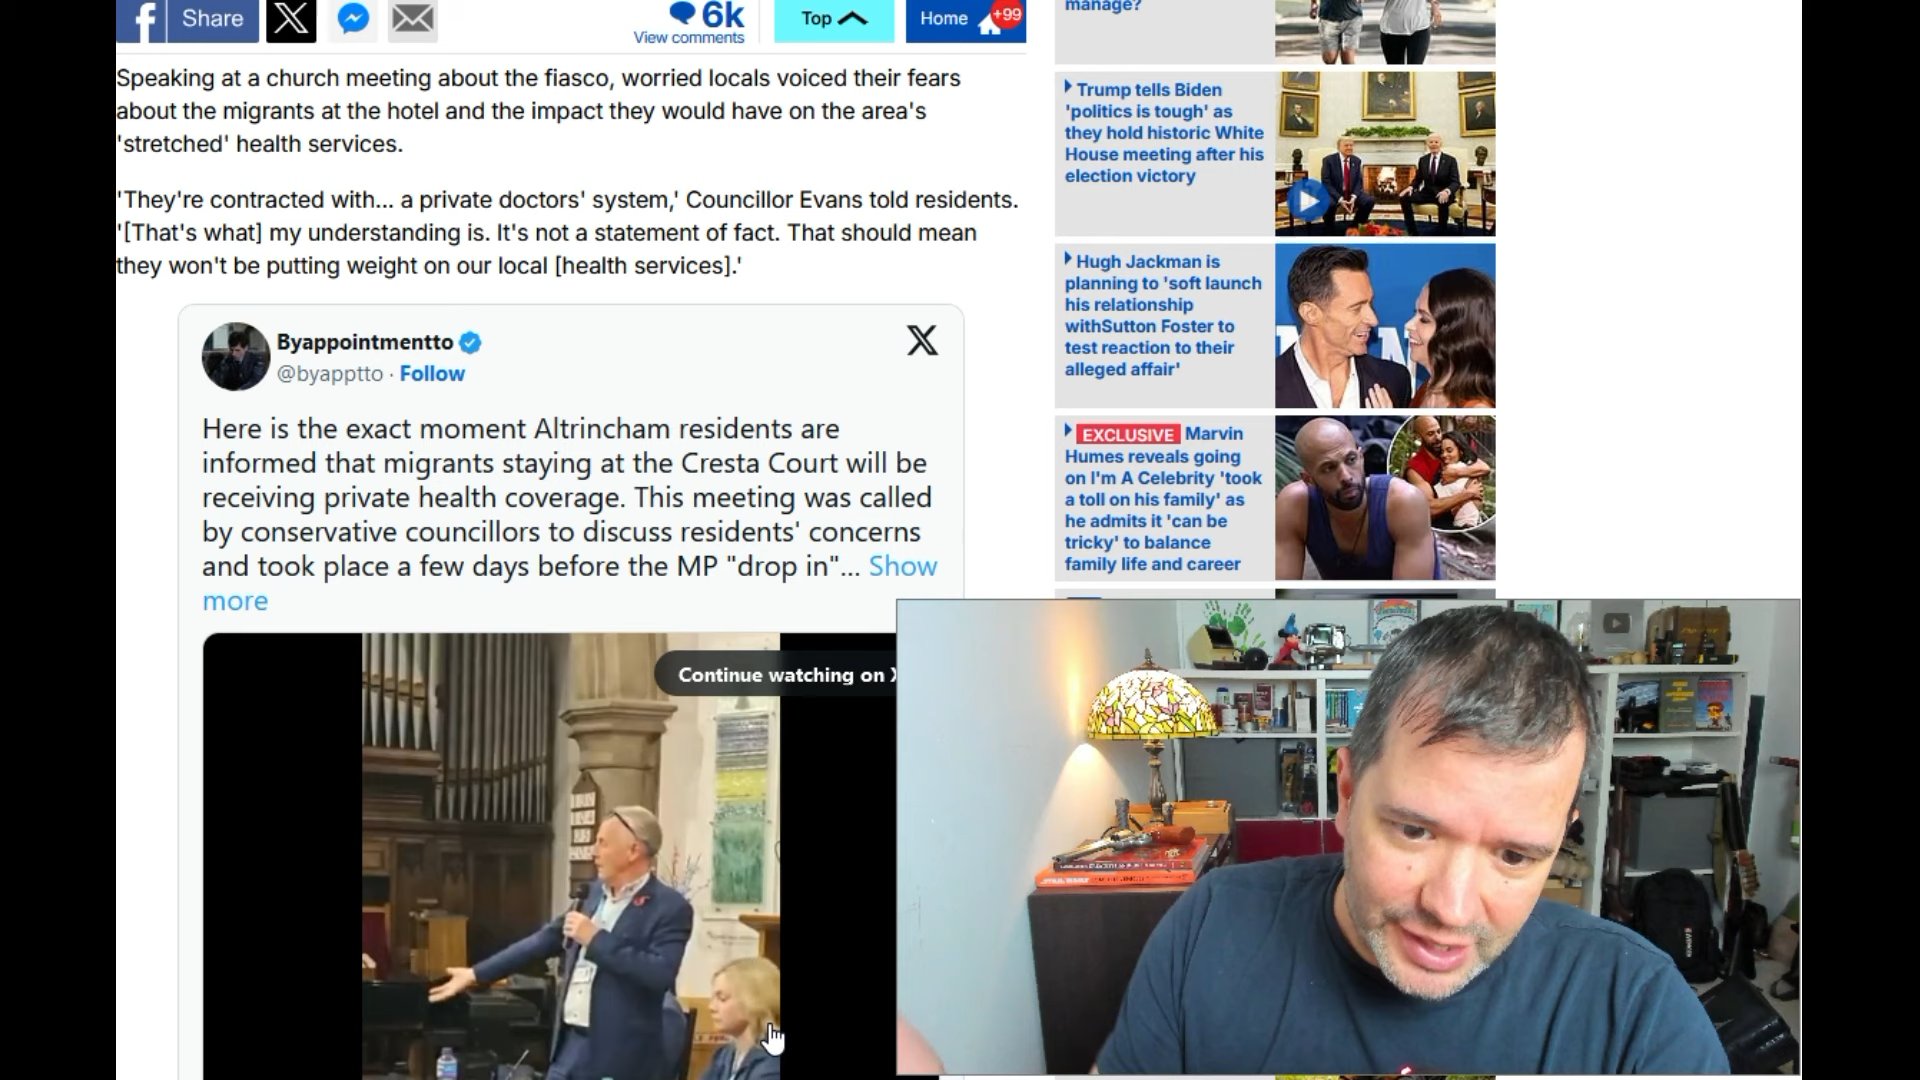 Share
6k
View comments
Top
Home
+99
manage?
Speaking at a church meeting about the fiasco, worried locals voiced their fears
about the migrants at the hotel and the impact they would have on the area's
'stretched' health services.
'They're contracted with... a private doctors' system,' Councillor Evans told residents.
'[That's what] my understanding is. It's not a statement of fact. That should mean
they won't be putting weight on our local [health services].'
Byappointmentto
@byapptto · Follow
Here is the exact moment Altrincham residents are
informed that migrants staying at the Cresta Court will be
receiving private health coverage. This meeting was called
by conservative councillors to discuss residents' concerns
and took place a few days before the MP "drop in"... Show
more
Continue watching on X
Trump tells Biden
'politics is tough' as
they hold historic White
House meeting after his
election victory
Hugh Jackman is
planning to 'soft launch
his relationship
withSutton Foster to
test reaction to their
alleged affair'
EXCLUSIVE Marvin
Humes reveals going
on I'm A Celebrity 'took
a toll on his family' as
he admits it 'can be
tricky' to balance
family life and career
STAR WARS